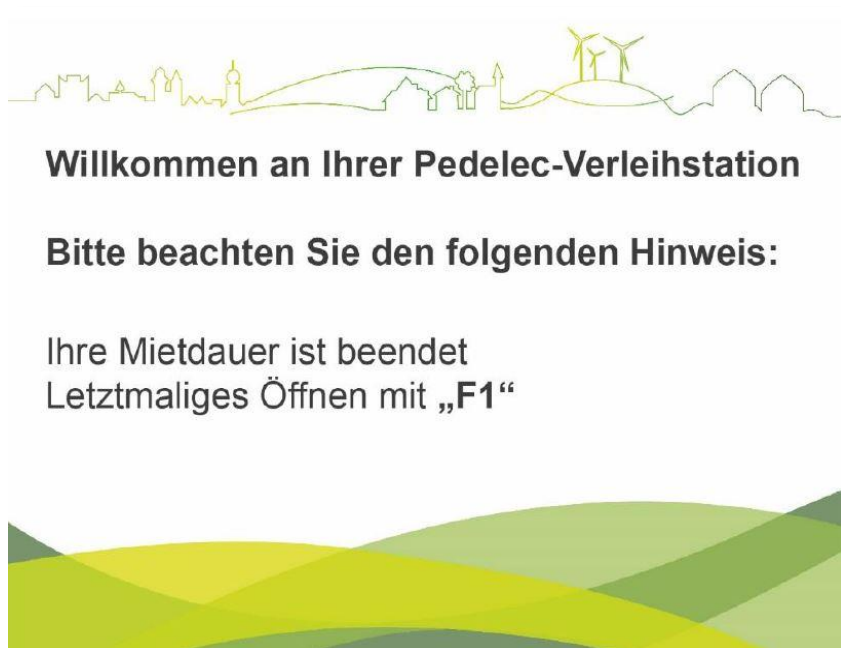 Willkommen an Ihrer Pedelec-Verleihstation
Bitte beachten Sie den folgenden Hinweis:
Ihre Mietdauer ist beendet
Letztmaliges Öffnen mit „F1“